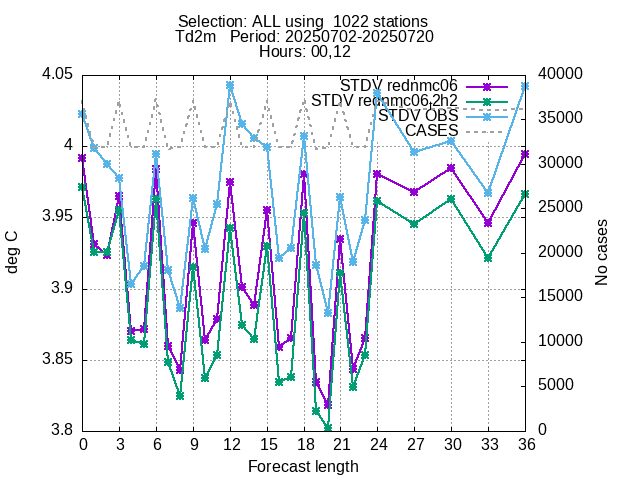 Selection: ALL using  1022 stations
Td2m   Period: 20250702-20250720
Hours: 00,12
STDV rednmc06
STDV rednmc06,2h2
STDV OBS
CASES
4.05
4
3.95
3.9
3.85
3.8
deg C
40000
35000
30000
25000
20000
15000
10000
5000
0
No cases
0 3 6 9 12 15 18 21 24 27 30 33 36
Forecast length